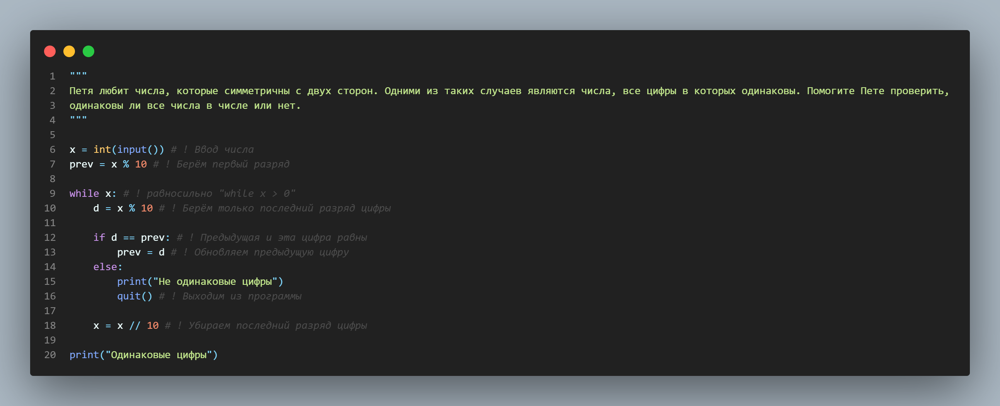 1 """
2 Петя любит числа, которые симметричны с двух сторон. Одними из таких случаев являются числа, все цифры в которых одинаковы. Помогите Пете проверить,
3 одинаковы ли все числа в числе или нет.
4 """
5
6 x = int(input()) # ! Ввод числа
7 prev = x % 10 # ! Берём первый разряд
8
9 while x: # ! равносильно "while x > 0"
10     d = x % 10 # ! Берём только последний разряд цифры
11
12     if d == prev: # ! Предыдущая и эта цифра равны
13         prev = d # ! Обновляем предыдущую цифру
14     else:
15         print("Не одинаковые цифры")
16         quit() # ! Выходим из программы
17
18     x = x // 10 # ! Убираем последний разряд цифры
19
20 print("Одинаковые цифры")